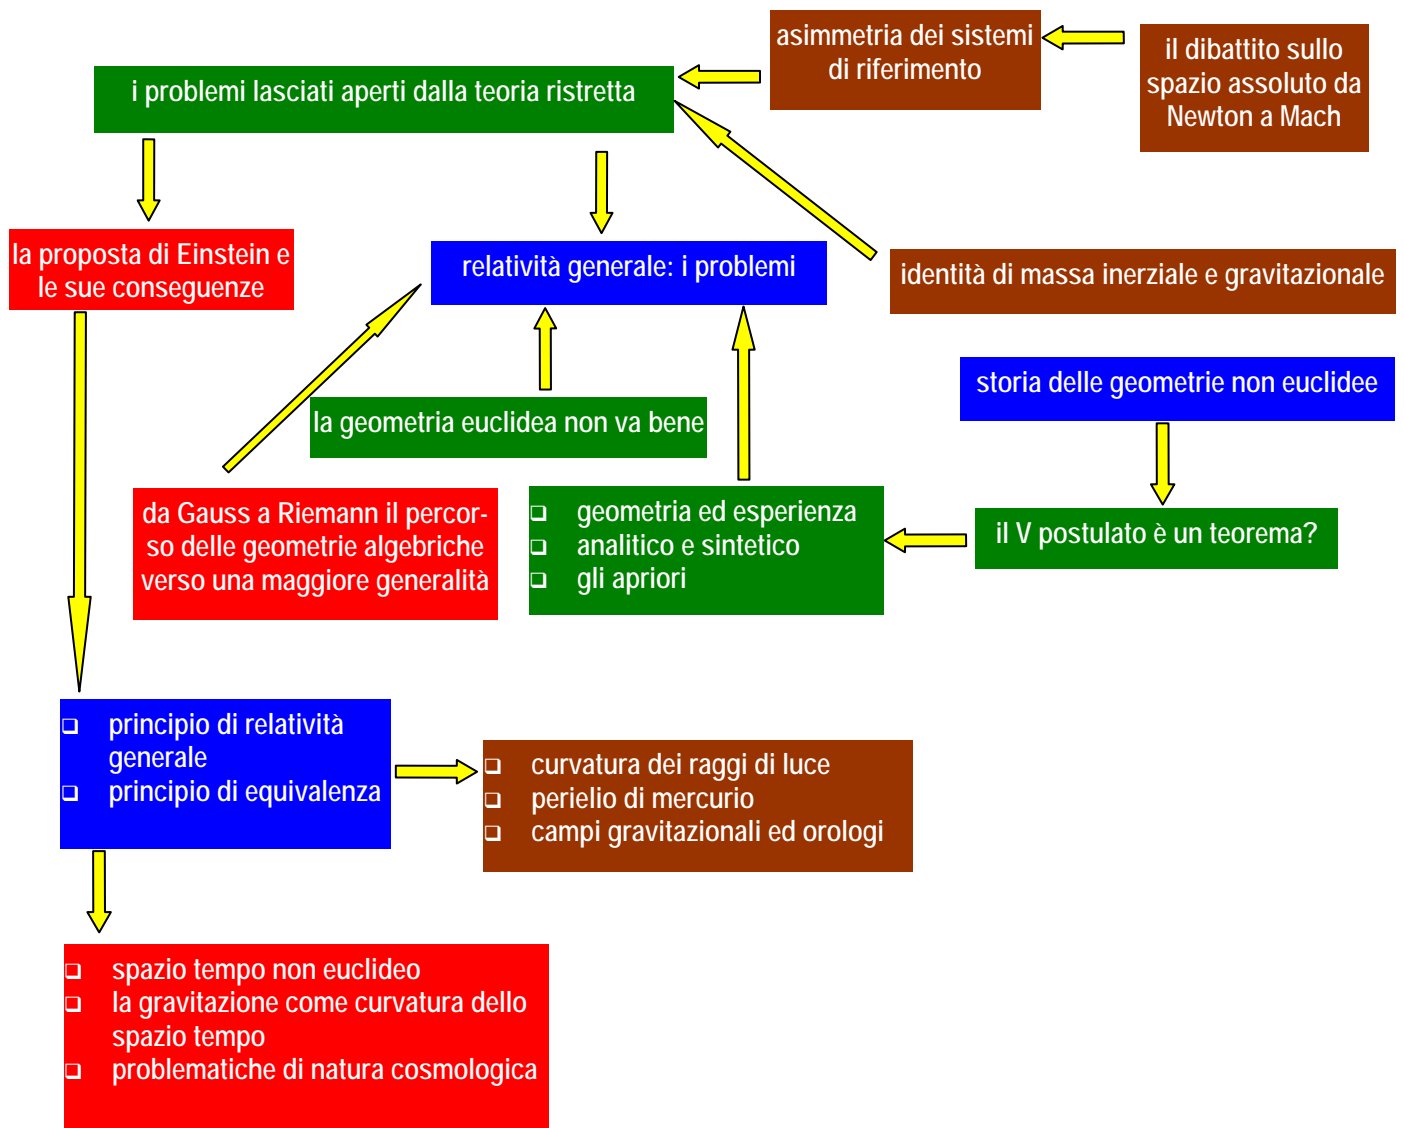 asimmetria dei sistemi
di riferimento
il dibattito sullo
spazio assoluto da
Newton a Mach
i problemi lasciati aperti dalla teoria ristretta
la proposta di Einstein e
le sue conseguenze
relatività generale: i problemi
identità di massa inerziale e gravitazionale
storia delle geometrie non euclidee
la geometria euclidea non va bene
da Gauss a Riemann il percor-
so delle geometrie algebriche
verso una maggiore generalità
❑ geometria ed esperienza
❑ analitico e sintetico
❑ gli apriori
il V postulato è un teorema?
❑ principio di relatività
generale
❑ principio di equivalenza
❑ curvatura dei raggi di luce
❑ perielio di mercurio
❑ campi gravitazionali ed orologi
❑ spazio tempo non euclideo
❑ la gravitazione come curvatura dello
spazio tempo
❑ problematiche di natura cosmologica